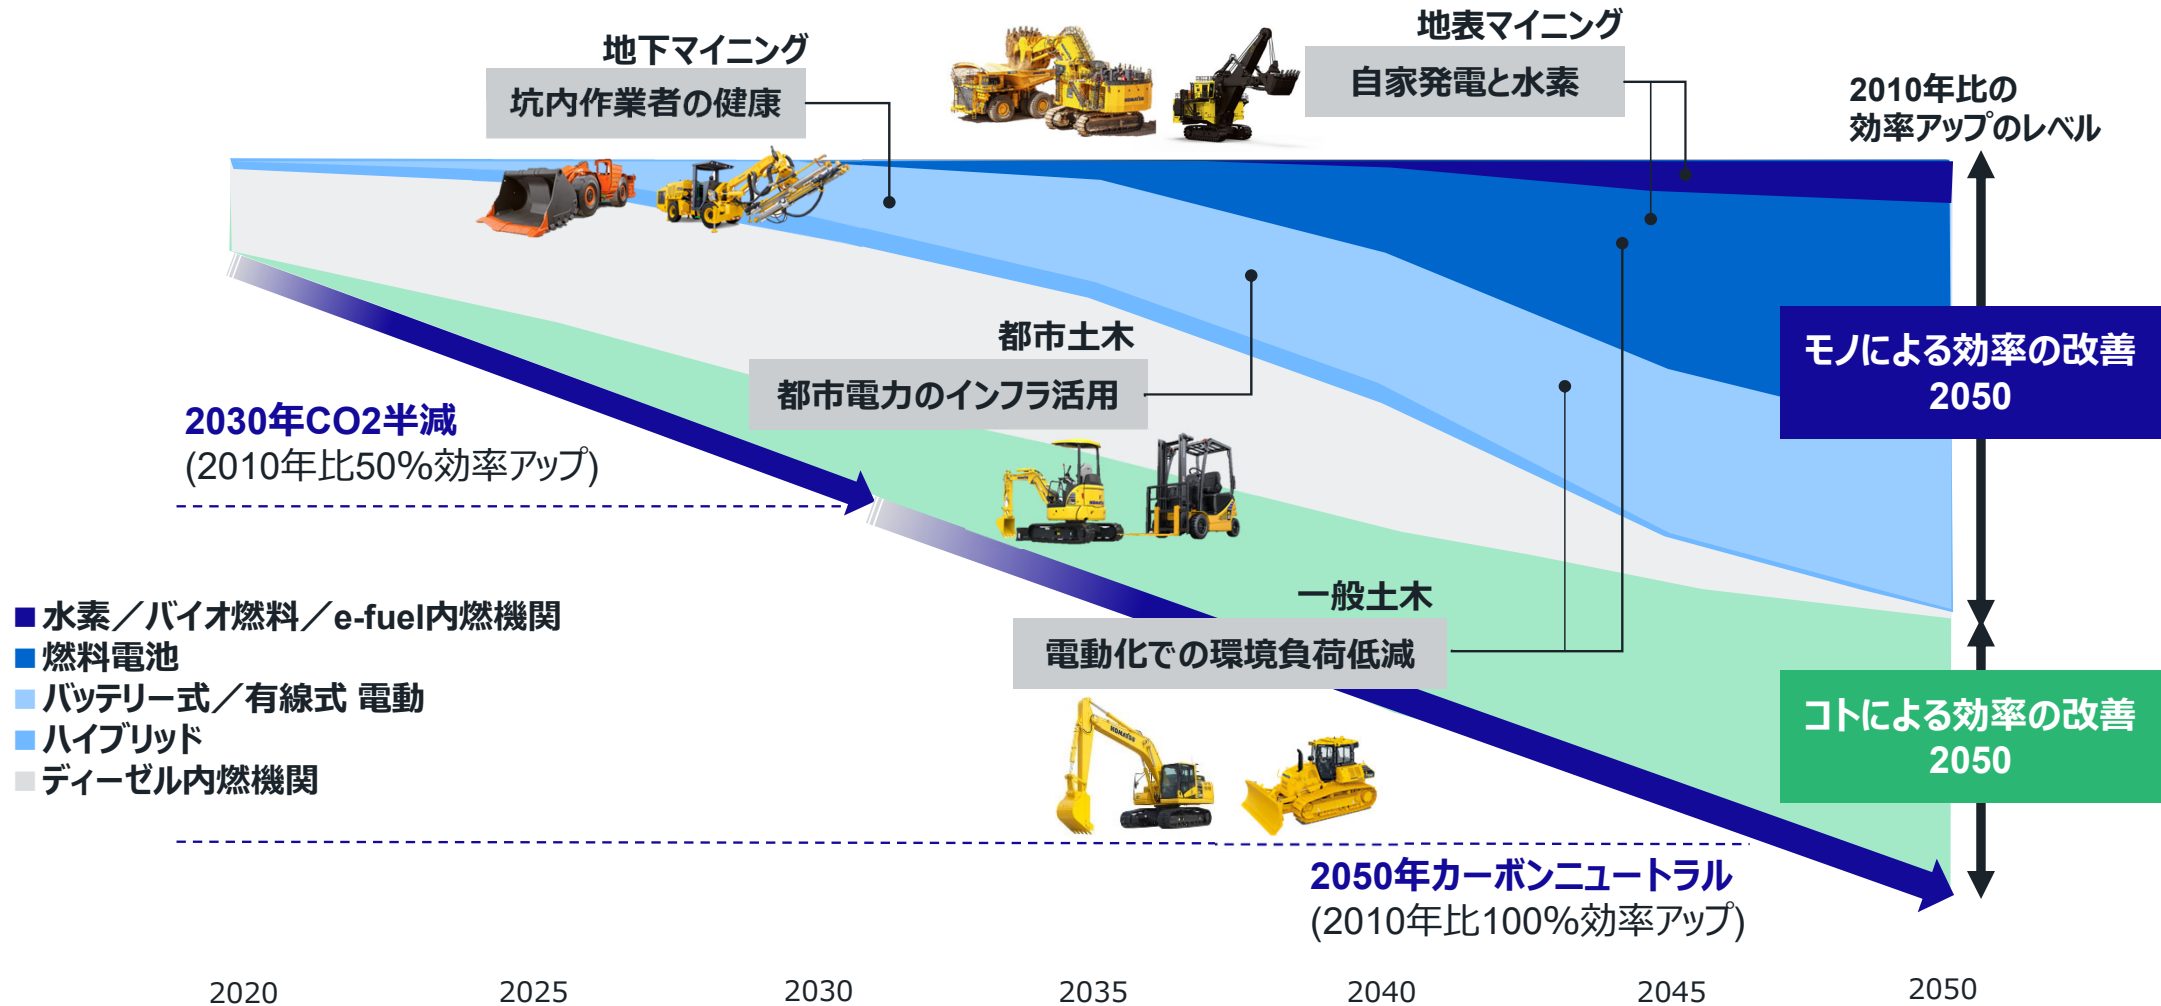 地下マイニング
坑内作業者の健康
地表マイニング
自家発電と水素
2010年比の
効率アップのレベル
都市土木
都市電力のインフラ活用
モノによる効率の改善
2050
2030年CO2半減
(2010年比50%効率アップ)
一般土木
電動化での環境負荷低減
水素／バイオ燃料／e-fuel内燃機関
燃料電池
バッテリー式／有線式 電動
ハイブリッド
ディーゼル内燃機関
コトによる効率の改善
2050
KOMATSU
2050年カーボンニュートラル
(2010年比100%効率アップ)
2020 2025 2030 2035 2040 2045 2050